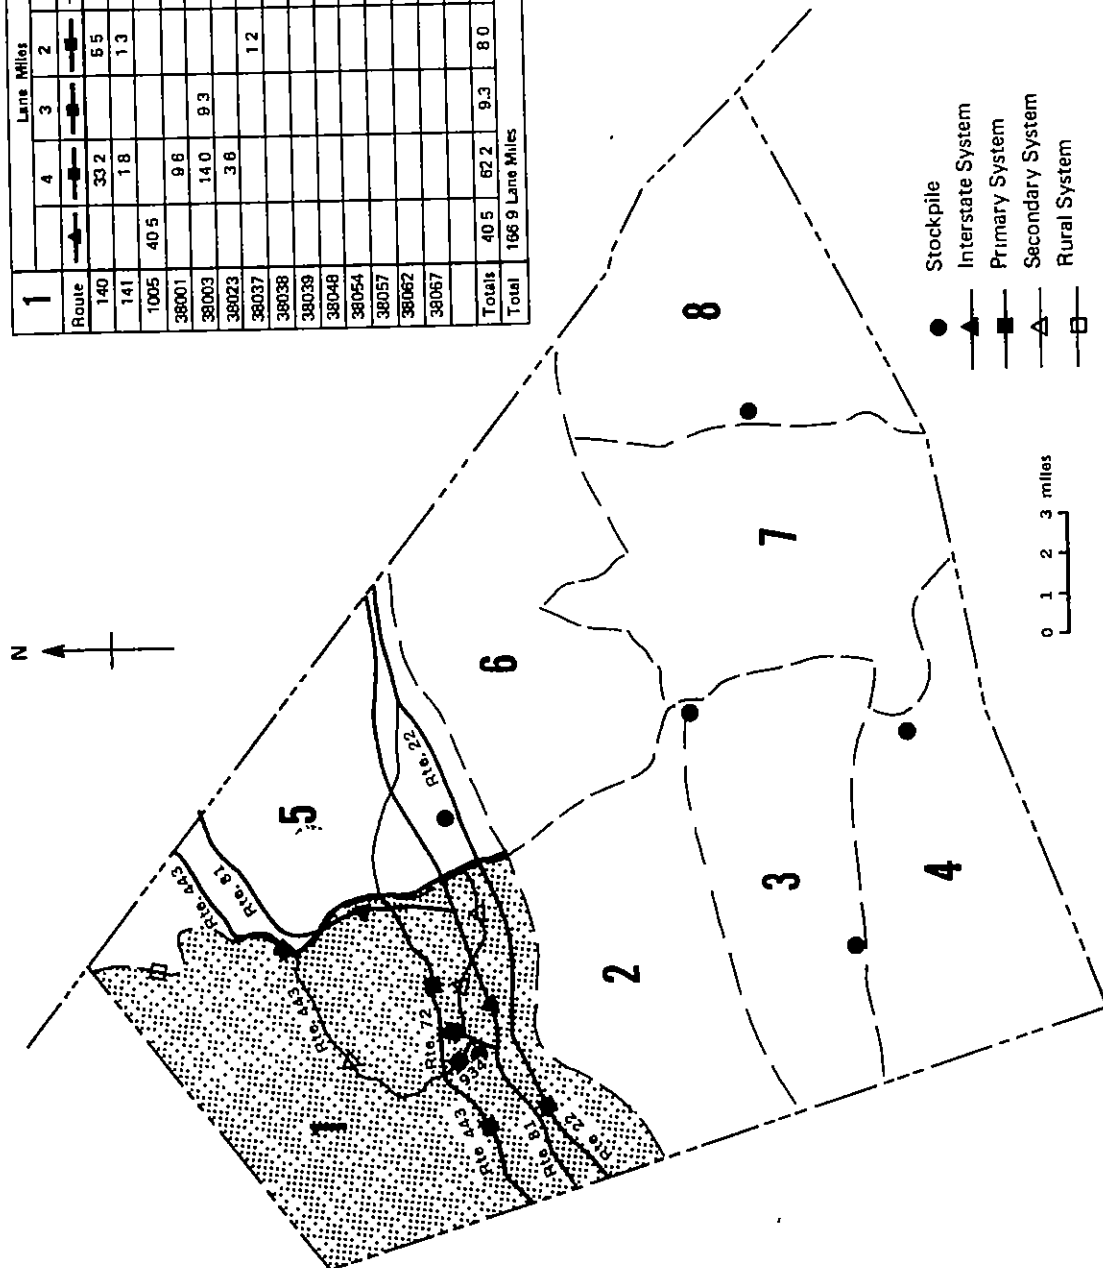 1
Lane Miles
4 3 2
Route
140 33 2 5 5
141 1 8 1 3
1005 40 5
38001 9 6
38003 14 0 9 3
38023 3 6
38037 1 2
38038
38039
38048
38054
38057
38062
38067
Totals 40 5 62 2 9.3 8 0
Total 166 9 Lane Miles
N
Rte. 443
Rte. 81
5
Rte. 443
Rte. 22
Rte. 72
1
Rte 443
Rte 81
Rte 22
6
8
2
7
3
4
Stockpile
Interstate System
Primary System
Secondary System
Rural System
0 1 2 3 miles